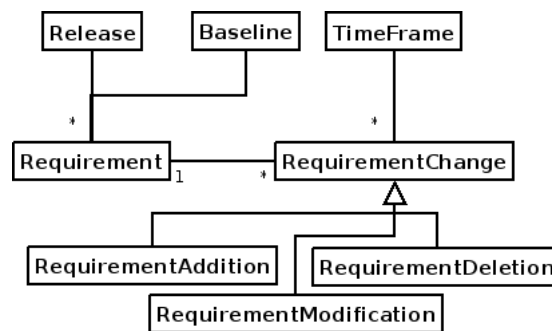 Release
Baseline
TimeFrame
*
*
Requirement
RequirementChange
1
*
RequirementAddition
RequirementDeletion
RequirementModification